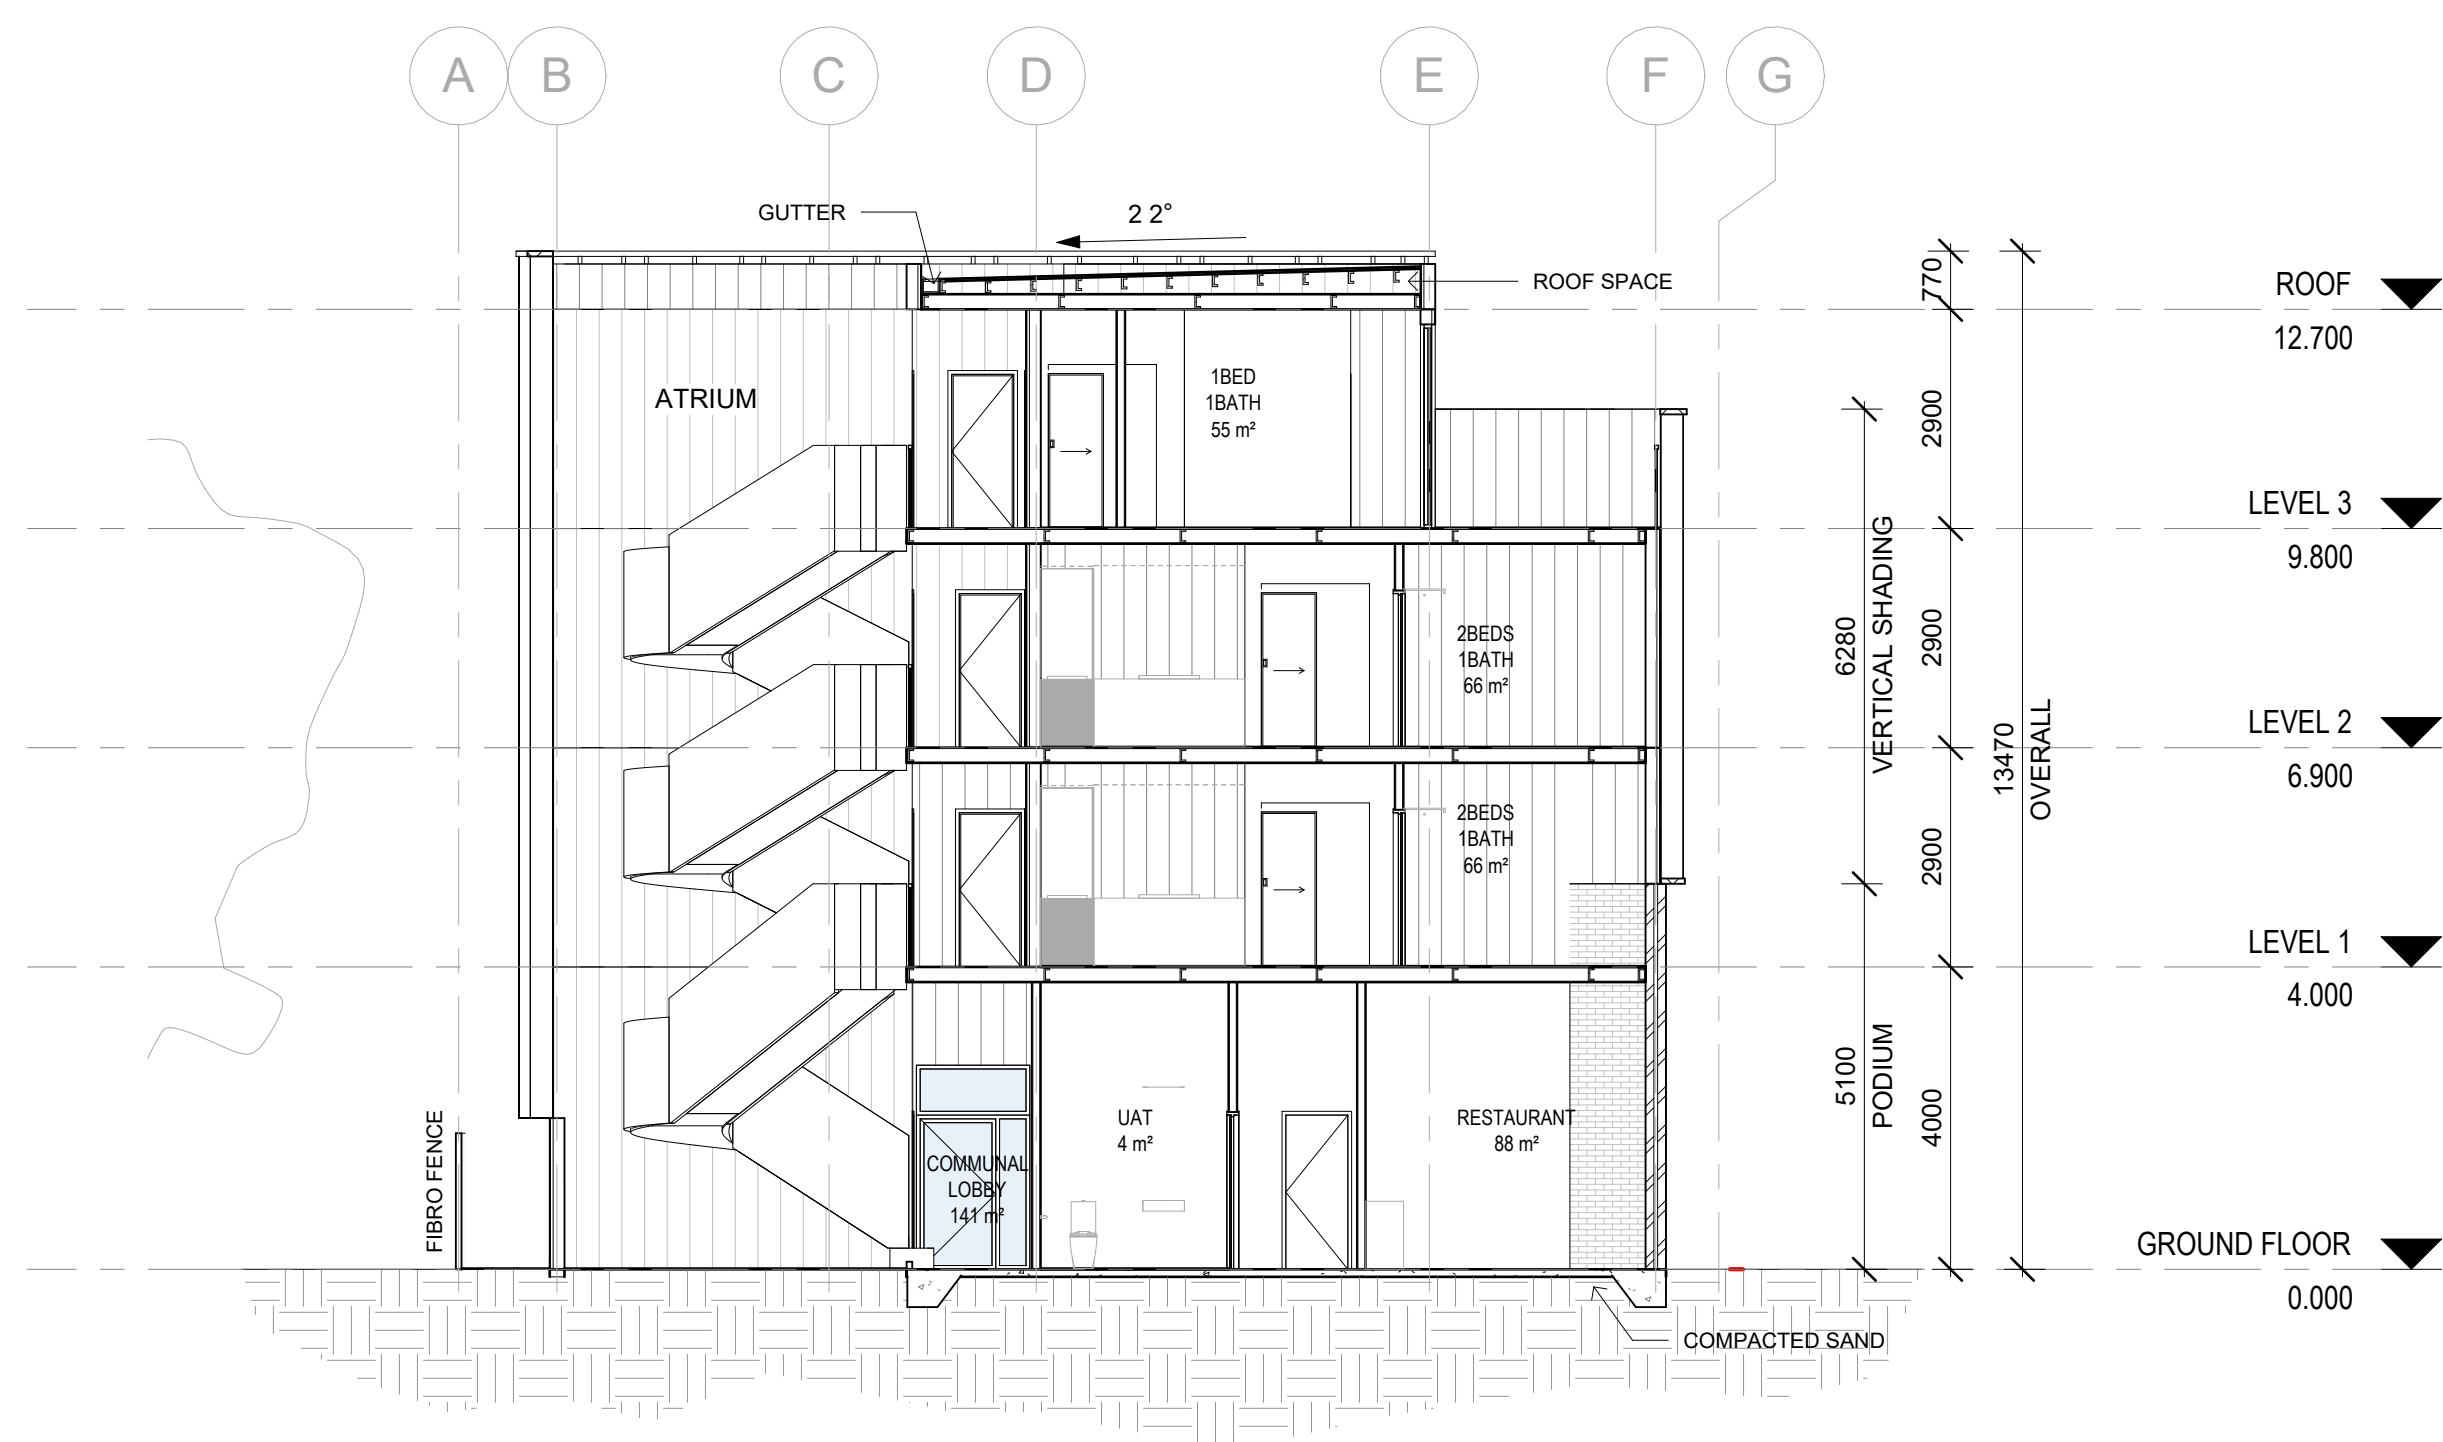 A
B
C
D
E
F
G
GUTTER
2 2°
ROOF SPACE
ATRIUM
1BED
1BATH
55 m²
2BEDS
1BATH
66 m²
2BEDS
1BATH
66 m²
UAT
4 m²
RESTAURANT
88 m²
COMMUNAL
LOBBY
141 m²
FIBRO FENCE
COMPACTED SAND
6280
VERTICAL SHADING
5100
PODIUM
770
2900
2900
2900
4000
13470
OVERALL
ROOF
12.700
LEVEL 3
9.800
LEVEL 2
6.900
LEVEL 1
4.000
GROUND FLOOR
0.000